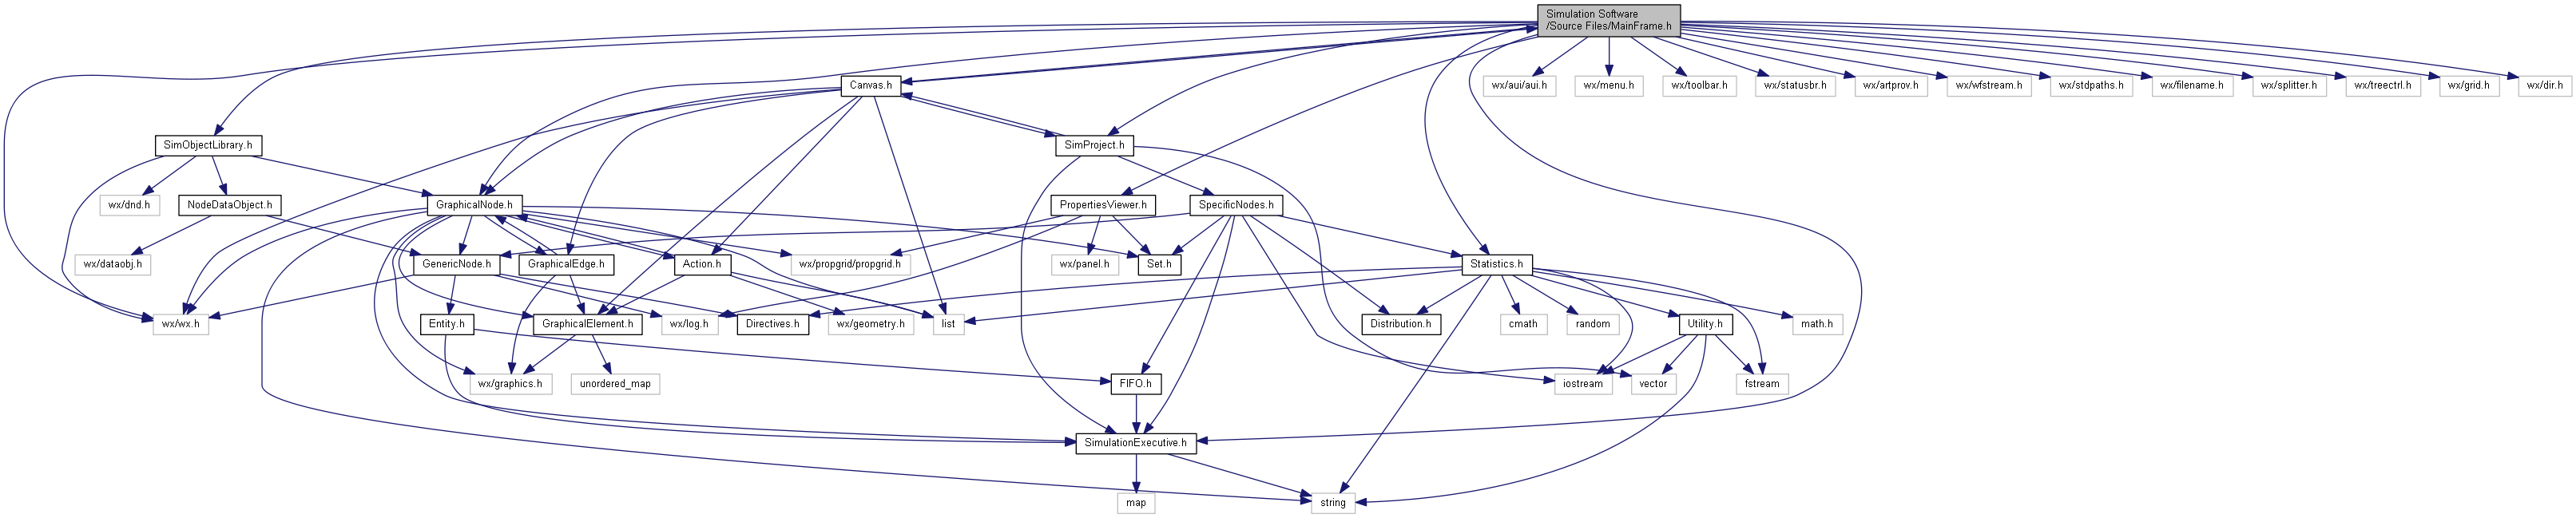 Simulation Software
/Source Files/MainFrame.h
Canvas.h
wx/aui/aui.h
wx/menu.h
wx/toolbar.h
wx/statusbr.h
wx/artprov.h
wx/wfstream.h
wx/stdpaths.h
wx/filename.h
wx/splitter.h
wx/treectrl.h
wx/grid.h
wx/dir.h
SimObjectLibrary.h
SimProject.h
wx/dnd.h
NodeDataObject.h
GraphicalNode.h
PropertiesViewer.h
SpecificNodes.h
wx/dataobj.h
GenericNode.h
GraphicalEdge.h
Action.h
wx/propgrid/propgrid.h
wx/panel.h
Set.h
Statistics.h
wx/wx.h
Entity.h
GraphicalElement.h
wx/log.h
Directives.h
wx/geometry.h
list
Distribution.h
cmath
random
Utility.h
math.h
wx/graphics.h
unordered_map
FIFO.h
iostream
vector
fstream
SimulationExecutive.h
map
string